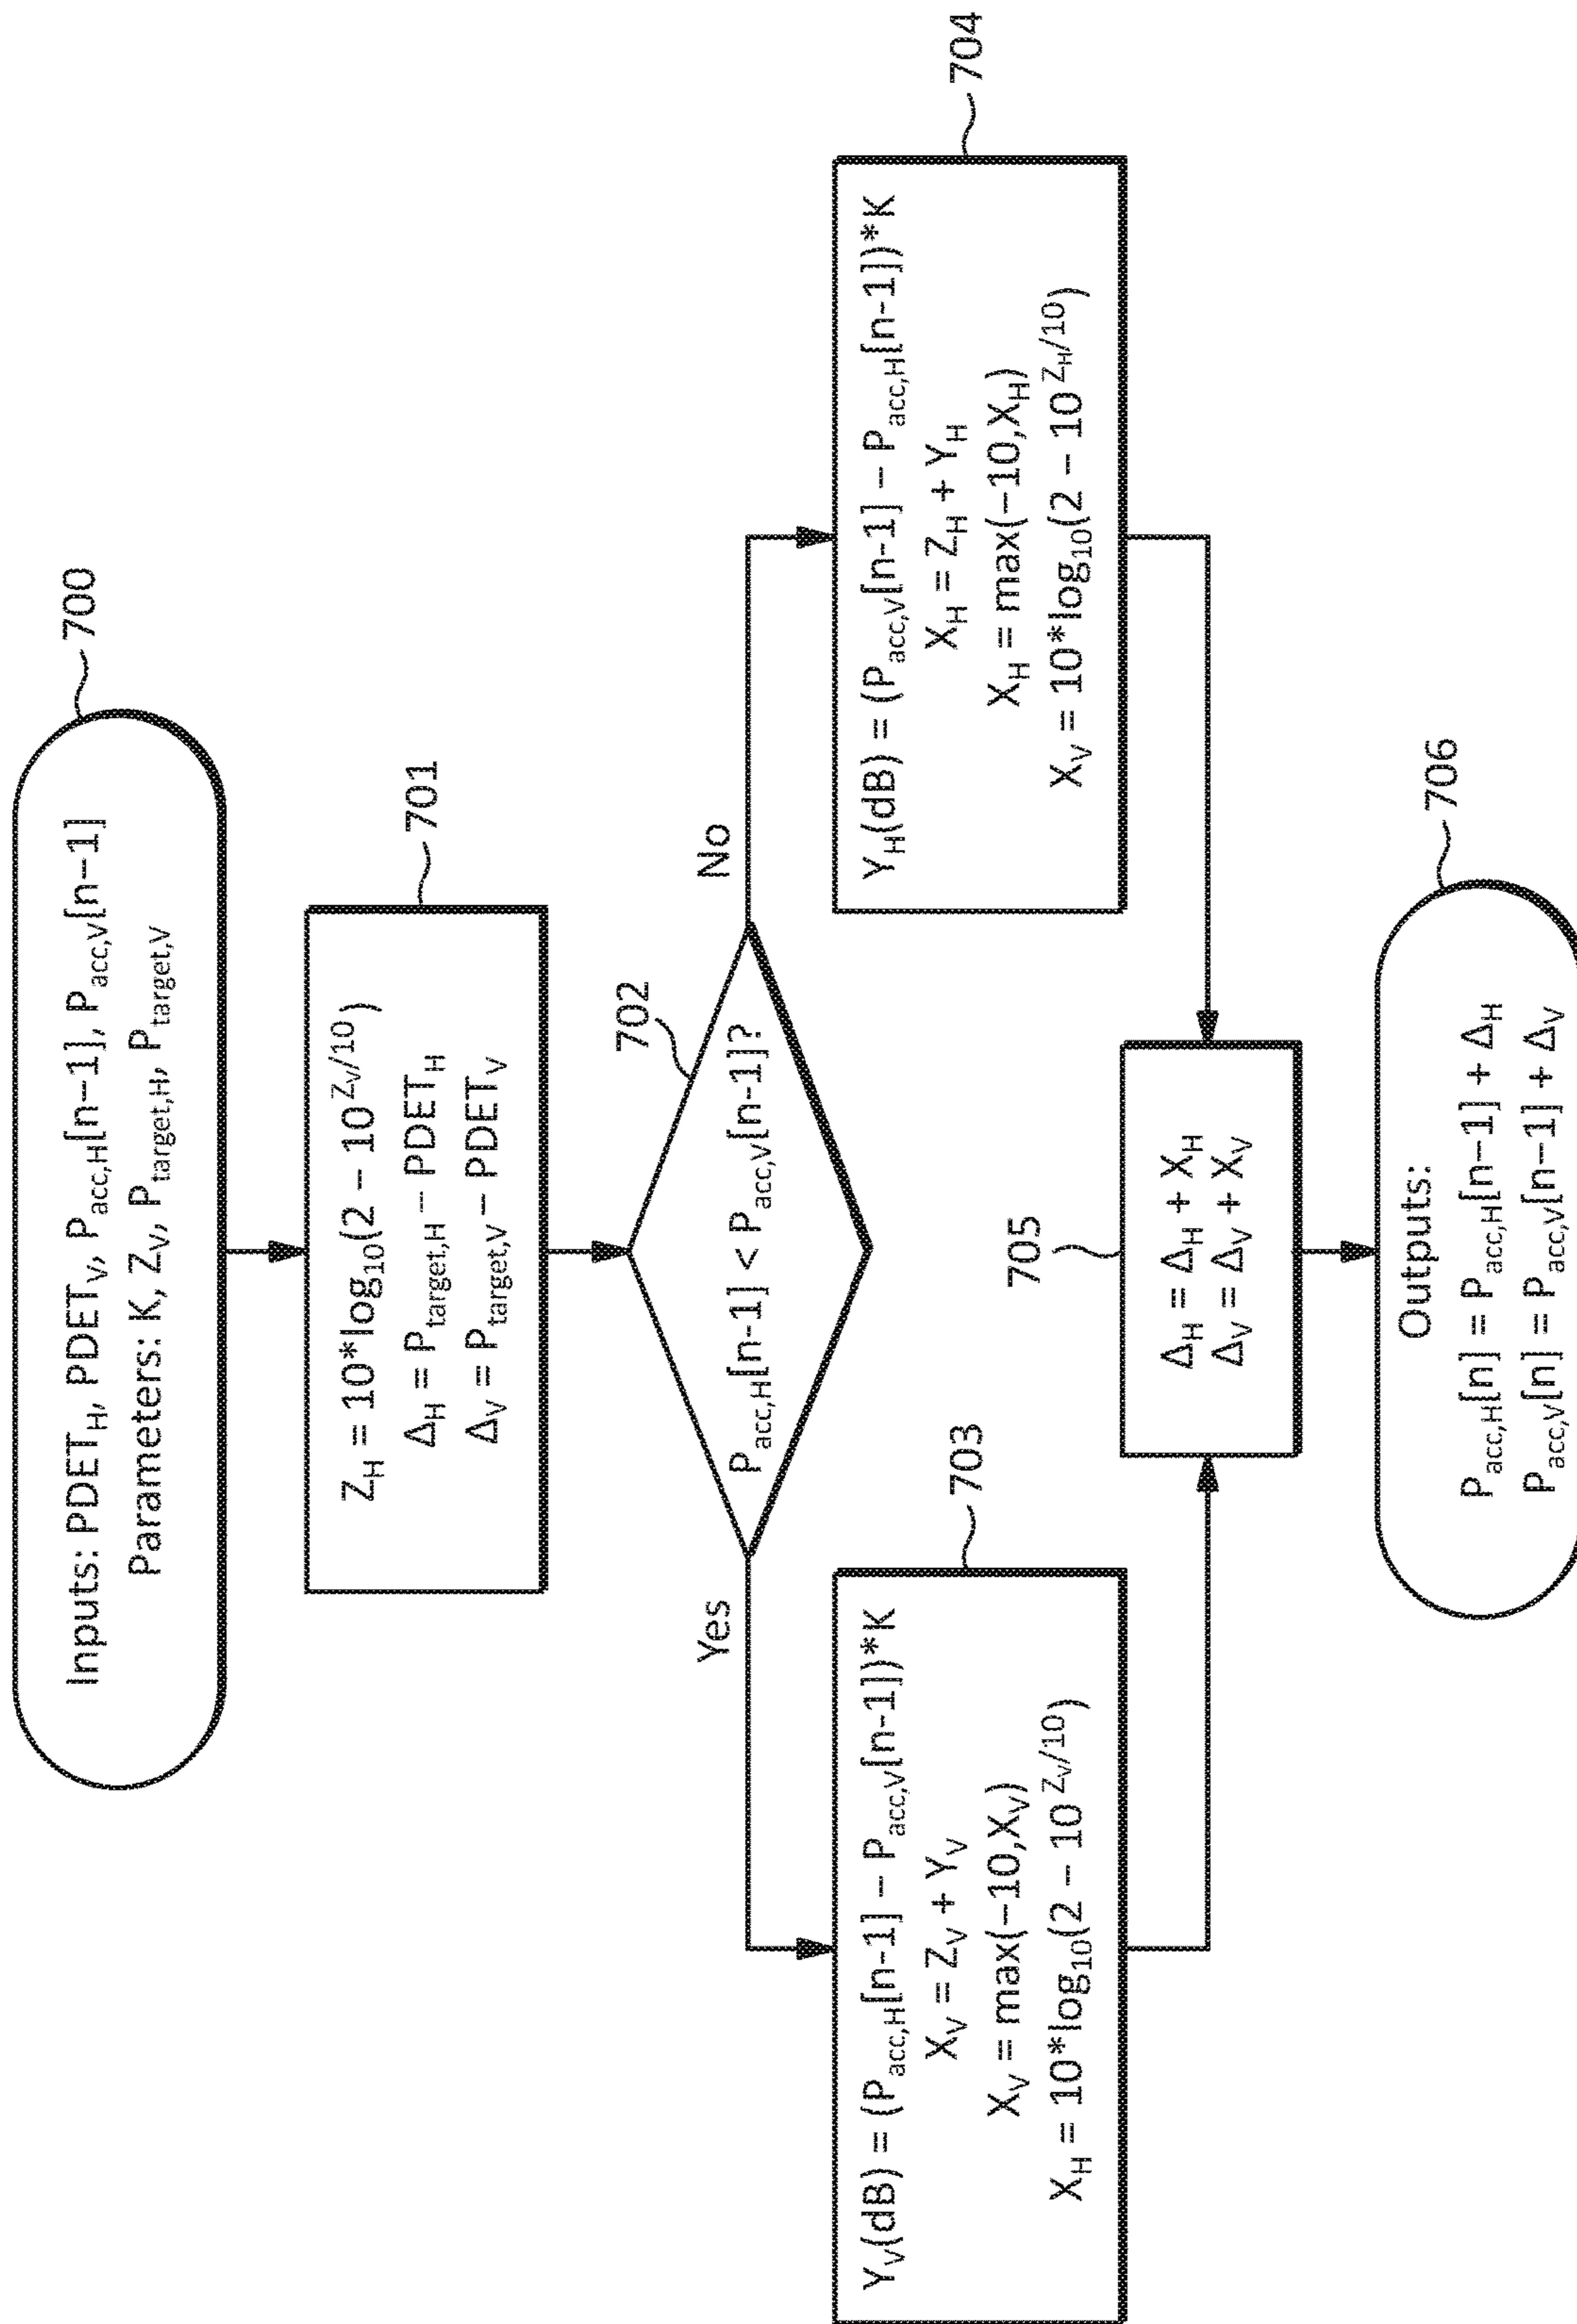 Inputs: PDET_H, PDET_V, P_acc,H[n−1], P_acc,V[n−1]
Parameters: K, Z_V, P_target,H, P_target,V
700
Z_H = 10*log_10(2 − 10^(Z_V/10))
Δ_H = P_target,H − PDET_H
Δ_V = P_target,V − PDET_V
701
P_acc,H[n-1] < P_acc,V[n-1]?
702
Yes
No
Y_V(dB) = (P_acc,H[n-1] − P_acc,V[n-1])*K
X_V = Z_V + Y_V
X_V = max(−10,X_V)
X_H = 10*log_10(2 − 10^(Z_V/10))
703
Y_H(dB) = (P_acc,V[n-1] − P_acc,H[n-1])*K
X_H = Z_H + Y_H
X_H = max(−10,X_H)
X_V = 10*log_10(2 − 10^(Z_H/10))
704
705
Δ_H = Δ_H + X_H
Δ_V = Δ_V + X_V
Outputs:
P_acc,H[n] = P_acc,H[n−1] + Δ_H
P_acc,V[n] = P_acc,V[n−1] + Δ_V
706